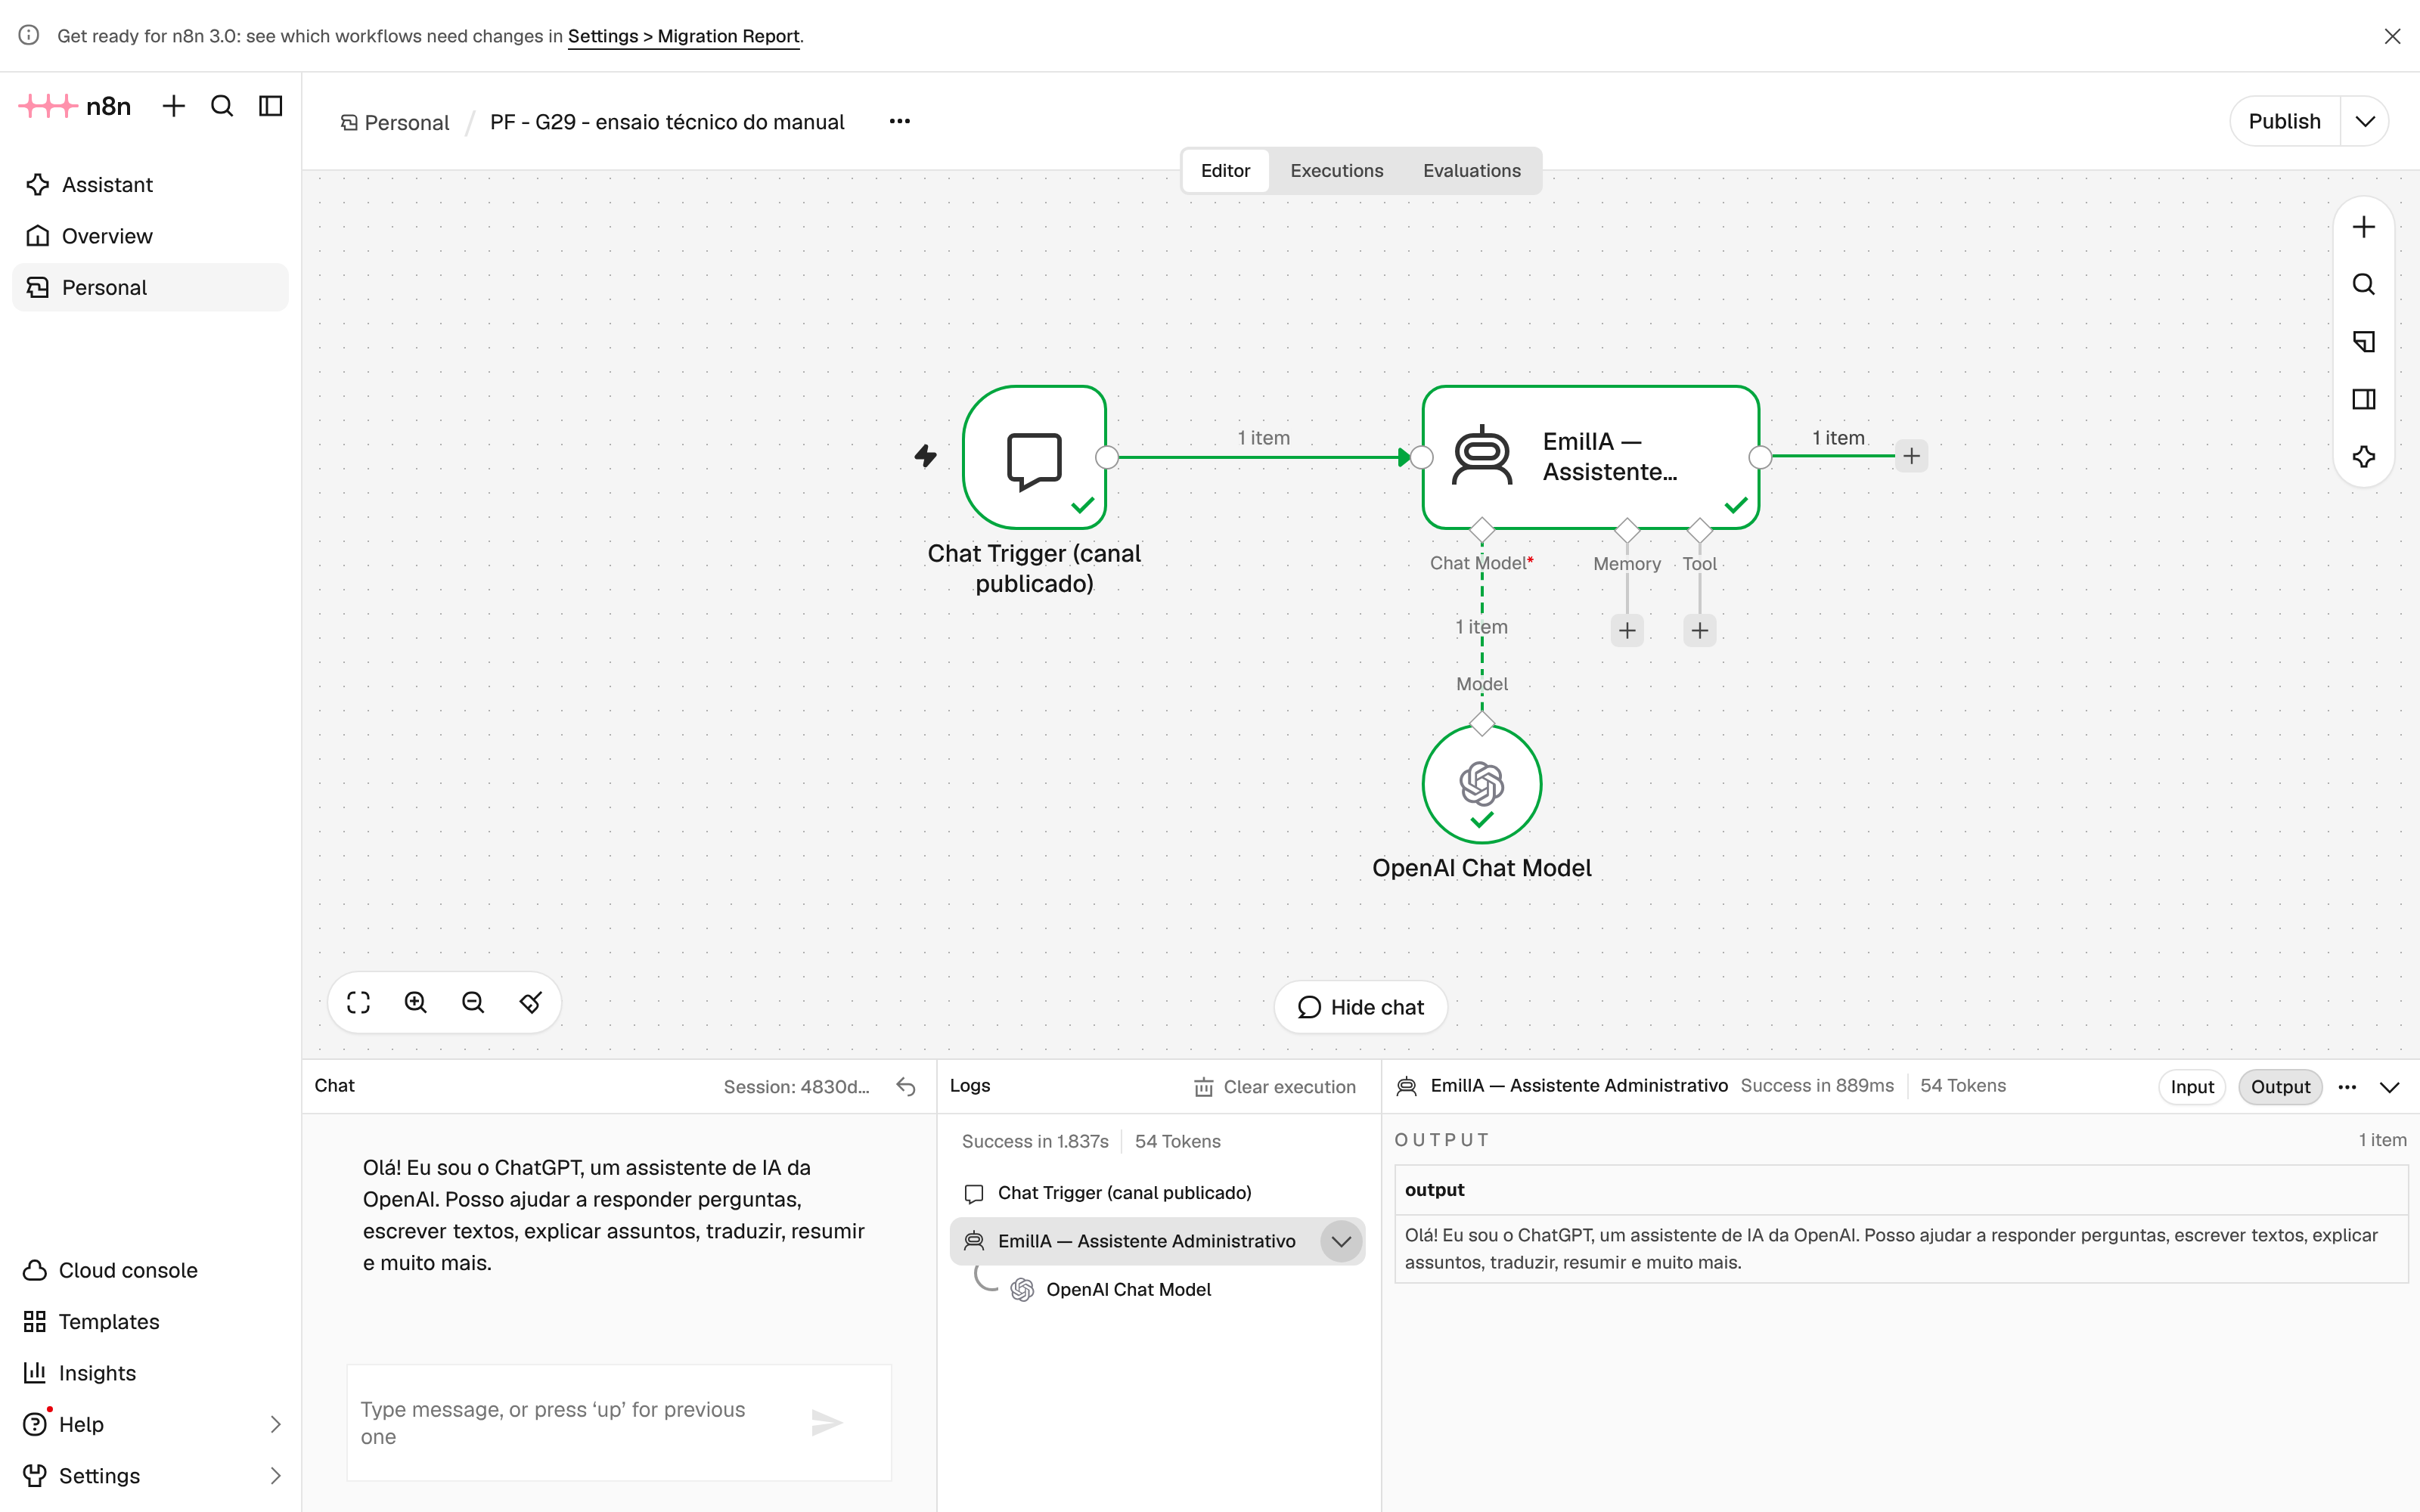 Get ready for n8n 3.0: see which workflows need changes in Settings > Migration Report.
n8n
Assistant
Overview
Personal
Personal / PF - G29 - ensaio técnico do manual
Publish
Editor Executions Evaluations
1 item
EmilIA —
Assistente...
1 item
Chat Trigger (canal
publicado)
Chat Model*
Memory
Tool
1 item
Model
OpenAI Chat Model
Hide chat
Cloud console
Templates
Insights
Help
Settings
Chat
Session: 4830d...
Olá! Eu sou o ChatGPT, um assistente de IA da
OpenAI. Posso ajudar a responder perguntas,
escrever textos, explicar assuntos, traduzir, resumir
e muito mais.
Type message, or press ‘up’ for previous
one
Logs
Clear execution
Success in 1.837s
54 Tokens
Chat Trigger (canal publicado)
EmilIA — Assistente Administrativo
OpenAI Chat Model
EmilIA — Assistente Administrativo Success in 889ms 54 Tokens
Input
Output
OUTPUT
1 item
output
Olá! Eu sou o ChatGPT, um assistente de IA da OpenAI. Posso ajudar a responder perguntas, escrever textos, explicar
assuntos, traduzir, resumir e muito mais.